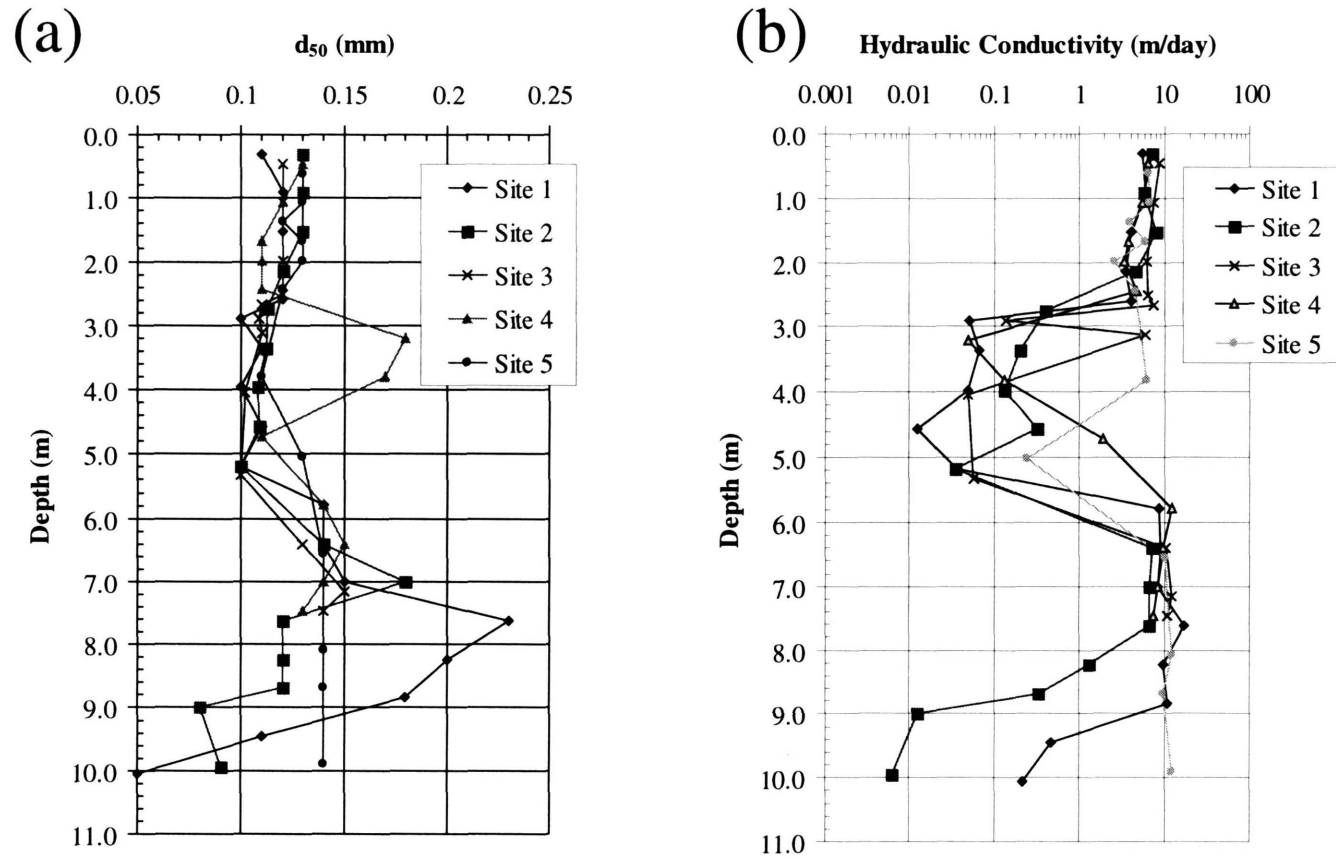 (a)
d₅₀ (mm)
0.05 0.1 0.15 0.2 0.25
0.0
1.0
2.0
3.0
4.0
5.0
6.0
7.0
8.0
9.0
10.0
11.0
Depth (m)
Site 1
Site 2
Site 3
Site 4
Site 5
(b)
Hydraulic Conductivity (m/day)
0.001 0.01 0.1 1 10 100
0.0
1.0
2.0
3.0
4.0
5.0
6.0
7.0
8.0
9.0
10.0
11.0
Depth (m)
Site 1
Site 2
Site 3
Site 4
Site 5